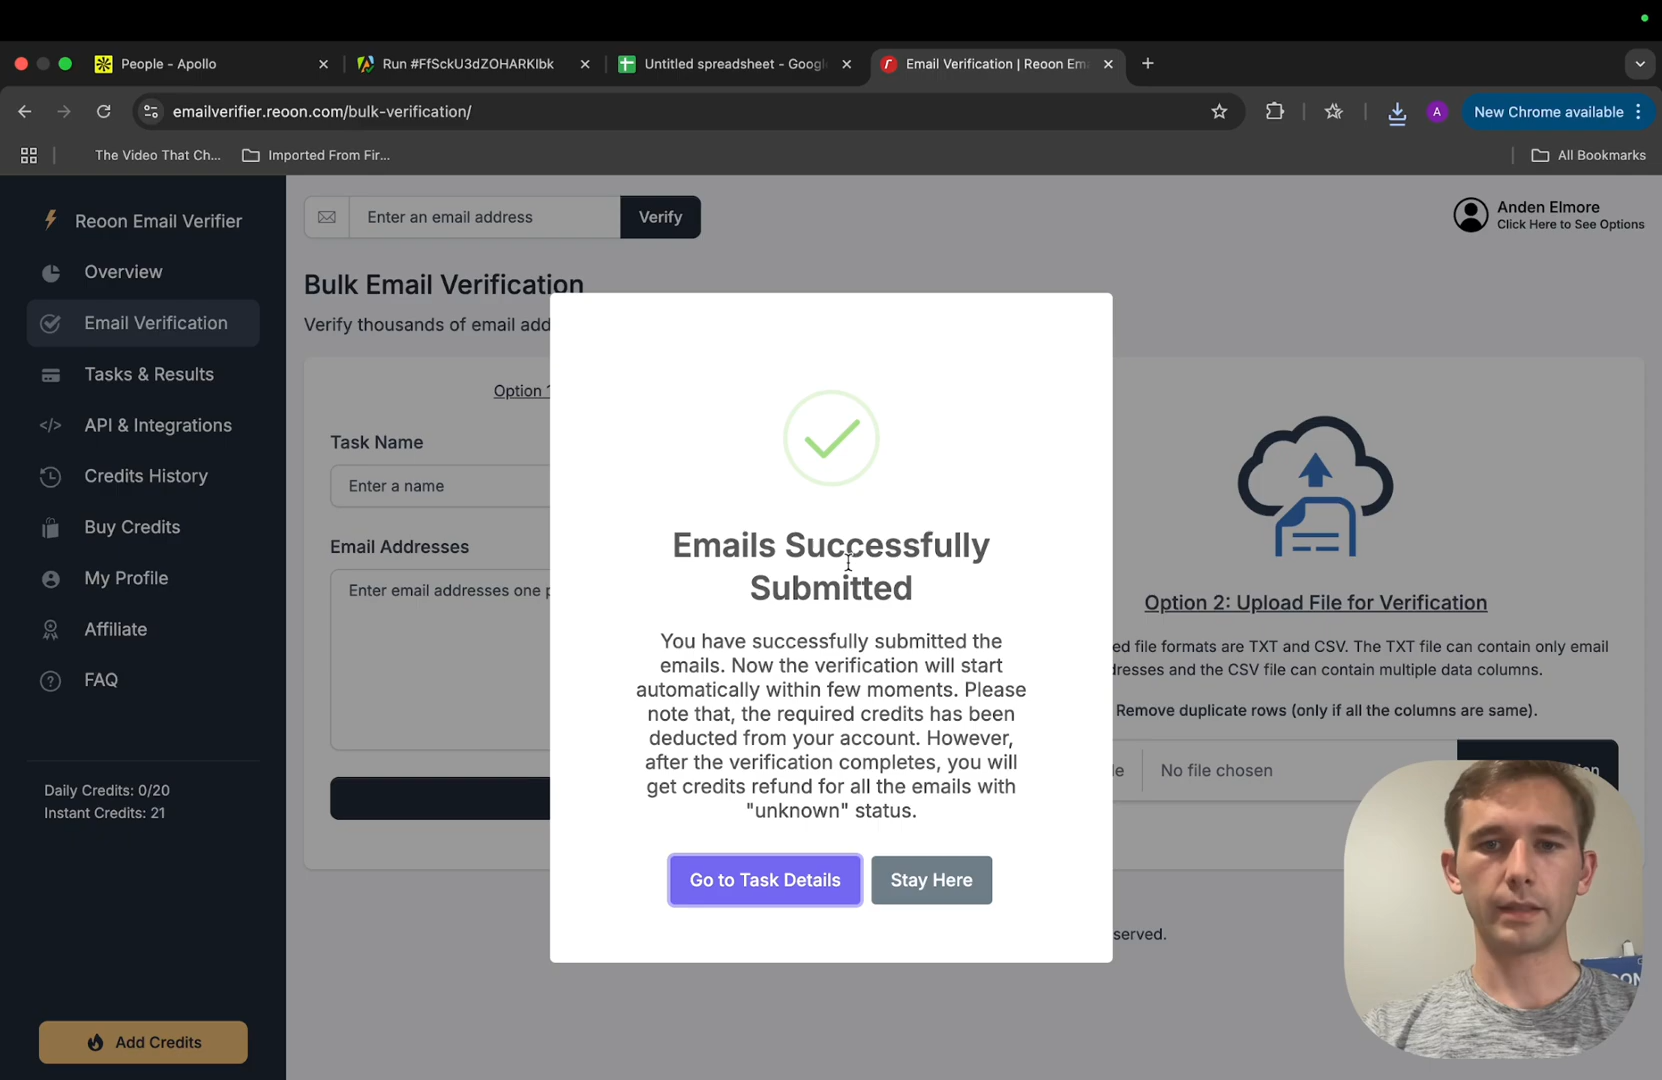 People - Apollo
Run #FfSckU3dZOHARKIbk
Untitled spreadsheet - Googl
Email Verification | Reoon Em
emailverifier.reoon.com/bulk-verification/
A
New Chrome available
The Video That Ch...
Imported From Fir...
All Bookmarks
Reoon Email Verifier
Overview
Email Verification
Tasks & Results
API & Integrations
Credits History
Buy Credits
My Profile
Affiliate
FAQ
Daily Credits: 0/20
Instant Credits: 21
Add Credits
Enter an email address
Verify
Anden Elmore
Click Here to See Options
Bulk Email Verification
Verify thousands of email add
Option 1
Task Name
Enter a name
Email Addresses
Enter email addresses one p
Emails Successfully
Submitted
You have successfully submitted the
emails. Now the verification will start
automatically within few moments. Please
note that, the required credits has been
deducted from your account. However,
after the verification completes, you will
get credits refund for all the emails with
"unknown" status.
Go to Task Details
Stay Here
Option 2: Upload File for Verification
ed file formats are TXT and CSV. The TXT file can contain only email
dresses and the CSV file can contain multiple data columns.
Remove duplicate rows (only if all the columns are same).
No file chosen
served.